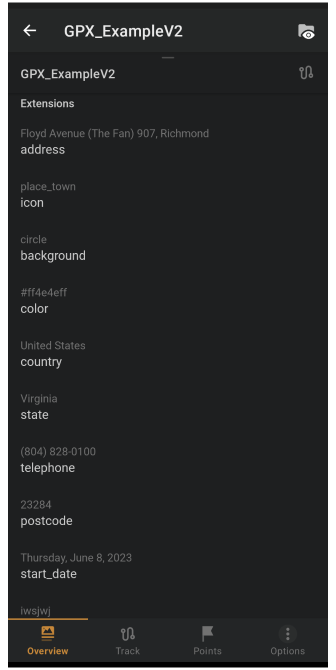 GPX_ExampleV2
GPX_ExampleV2
Extensions
Floyd Avenue (The Fan) 907, Richmond
address
place_town
icon
circle
background
#ff4e4eff
color
United States
country
Virginia
state
(804) 828-0100
telephone
23284
postcode
Thursday, June 8, 2023
start_date
iwsjwj
Overview
Track
Points
Options